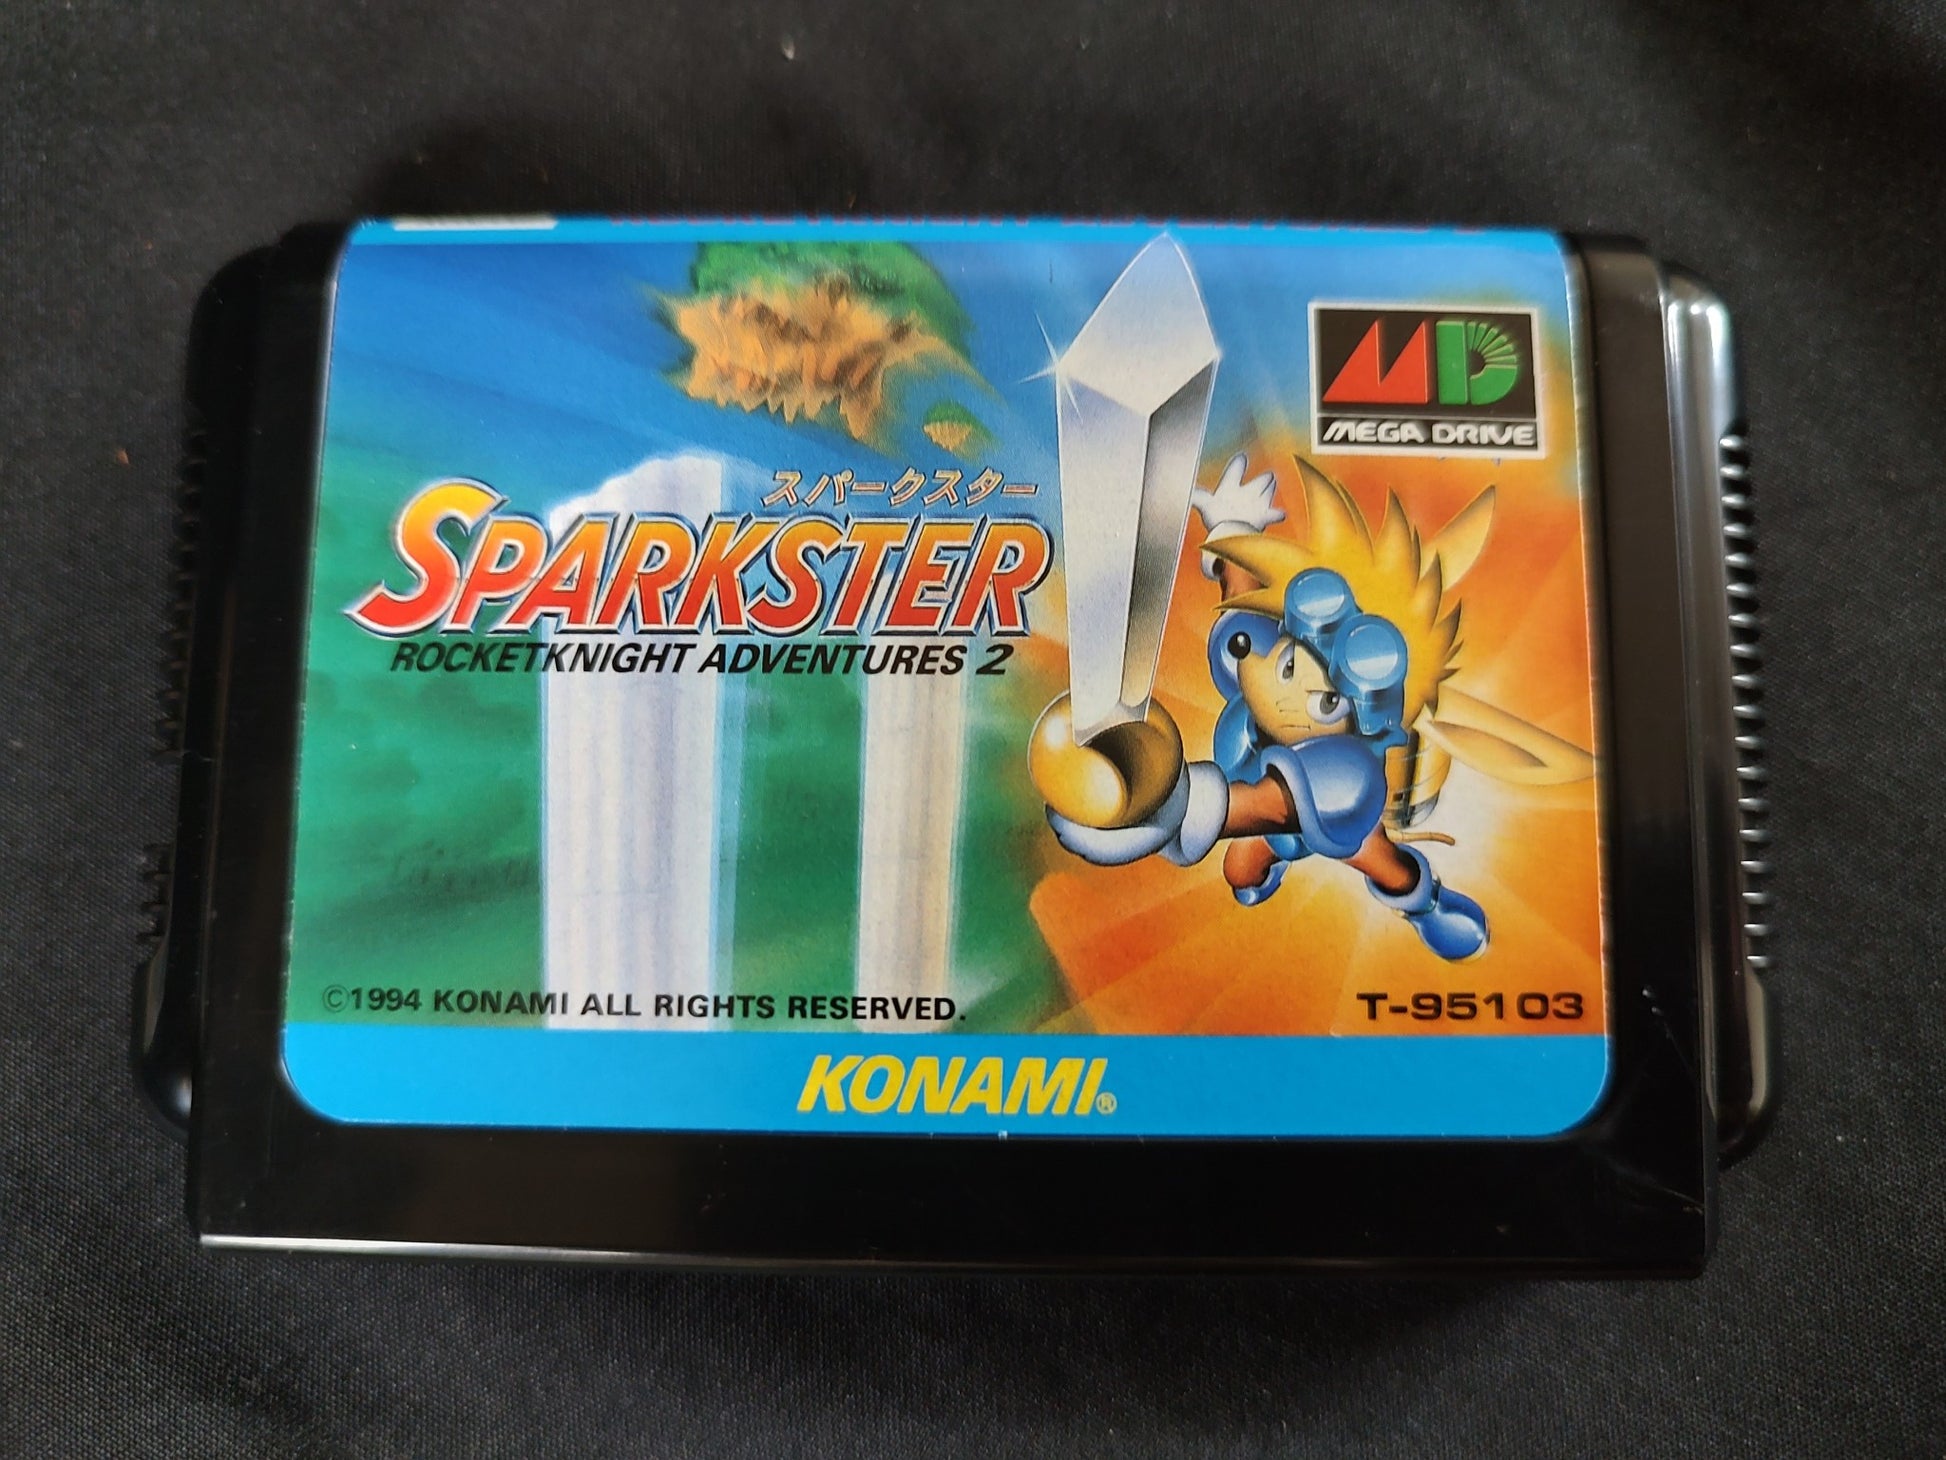 MD
MEGA DRIVE
スパークスター
SPARKSTER
ROCKETKNIGHT ADVENTURES 2
©1994 KONAMI ALL RIGHTS RESERVED.
T-95103
KONAMI®